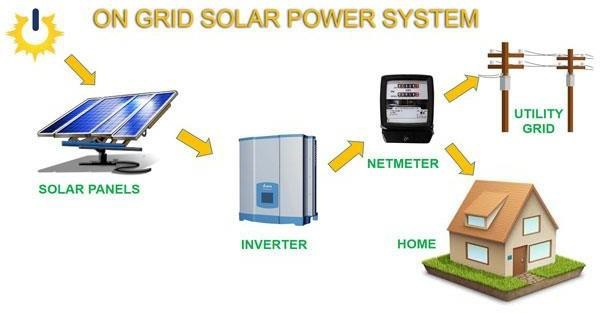 ON GRID SOLAR POWER SYSTEM
SOLAR PANELS
INVERTER
NETMETER
UTILITY
GRID
HOME